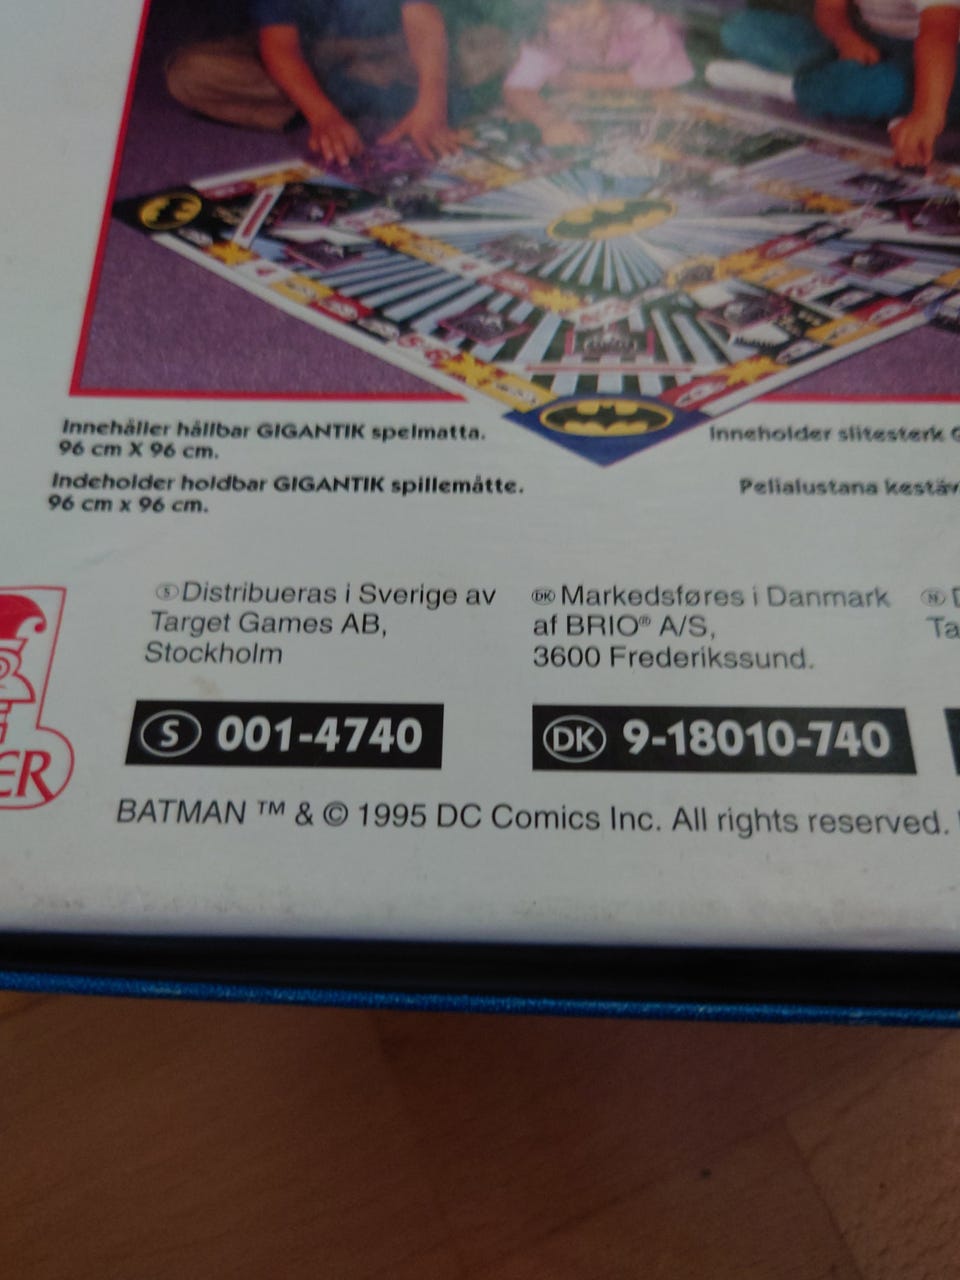 Innehåller hållbar GIGANTIK spelmatta.
96 cm X 96 cm.
Indeholder holdbar GIGANTIK spillemåtte.
96 cm x 96 cm.
Inneholder slitesterk
Pelialustana
Ⓢ Distribueras i Sverige av
Target Games AB,
Stockholm
Ⓢ 001-4740
DK Markedsføres i Danmark
af BRIO® A/S,
3600 Frederikssund.
DK 9-18010-740
N
BATMAN ™ & © 1995 DC Comics Inc. All rights reserved.